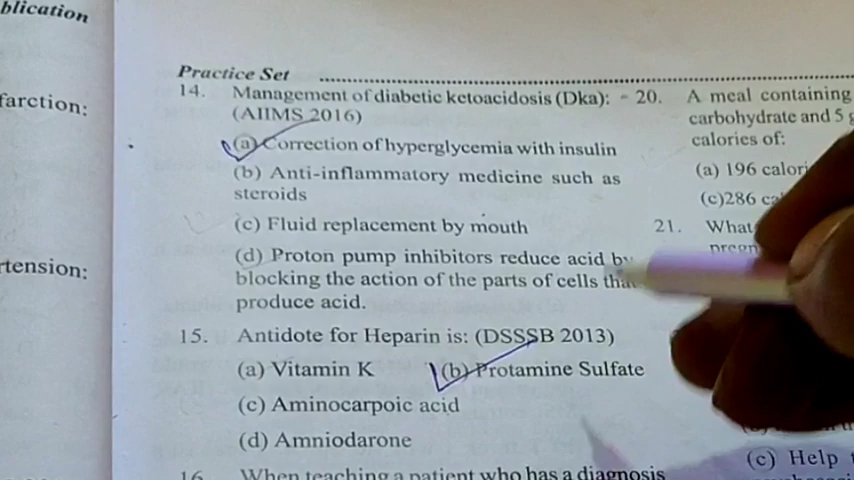 blication
farction:
rtension:
Practice Set
14. Management of diabetic ketoacidosis (Dka):
(AIIMS 2016)
(a) Correction of hyperglycemia with insulin
(b) Anti-inflammatory medicine such as
steroids
(c) Fluid replacement by mouth
(d) Proton pump inhibitors reduce acid by
blocking the action of the parts of cells that
produce acid.
15. Antidote for Heparin is: (DSSSB 2013)
(a) Vitamin K (b) Protamine Sulfate
(c) Aminocarpoic acid
(d) Amniodarone
16. When teaching a patient who has a diagnosis
20. A meal containing
carbohydrate and 5 g
calories of:
(a) 196 calori
(c)286 ca
21. What
pregn
(c) Help